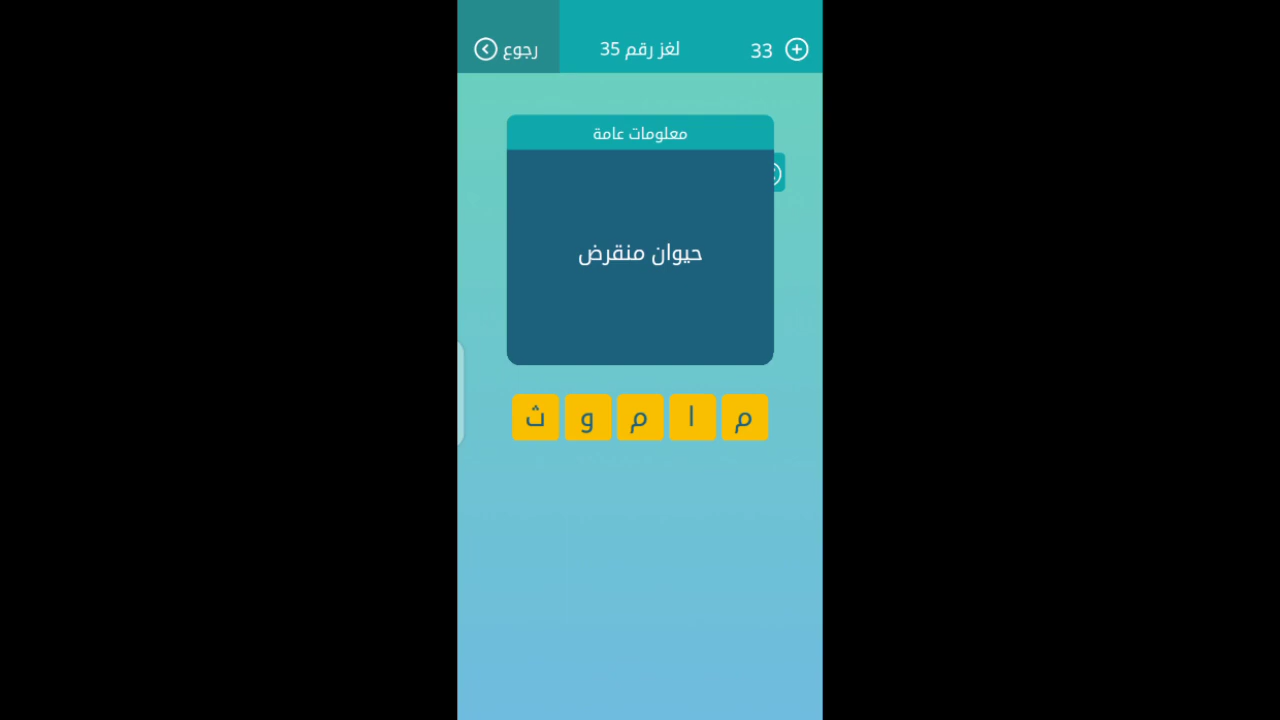 33 لغز رقم 35 رجوع
معلومات عامة
حيوان منقرض
م ا م و ث